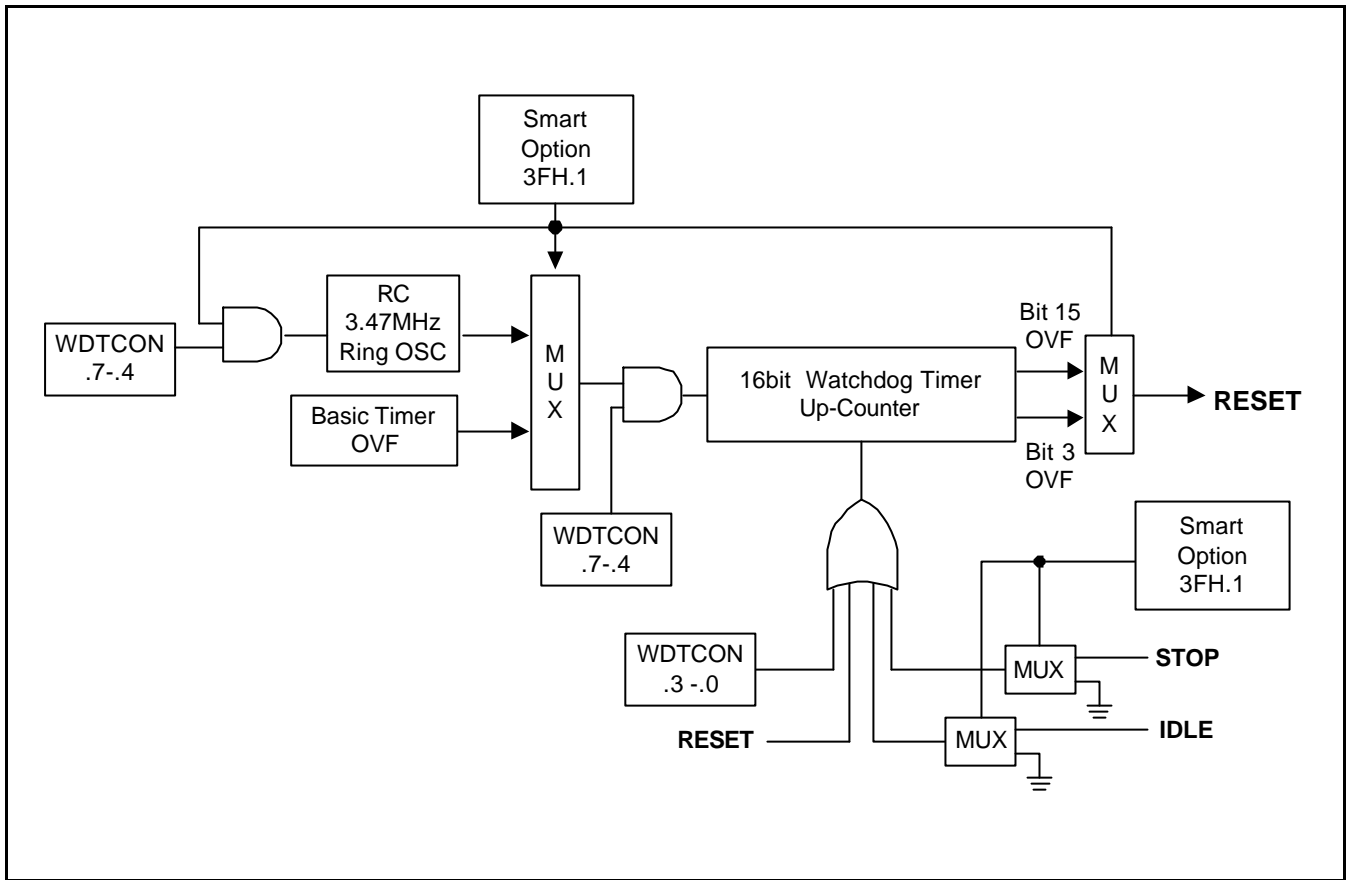 Smart
Option
3FH.1
WDTCON
.7-.4
RC
3.47MHz
Ring OSC
Basic Timer
OVF
M
U
X
WDTCON
.7-.4
16bit Watchdog Timer
Up-Counter
Bit 15
OVF
Bit 3
OVF
M
U
X
RESET
Smart
Option
3FH.1
WDTCON
.3 -.0
RESET
MUX
STOP
MUX
IDLE